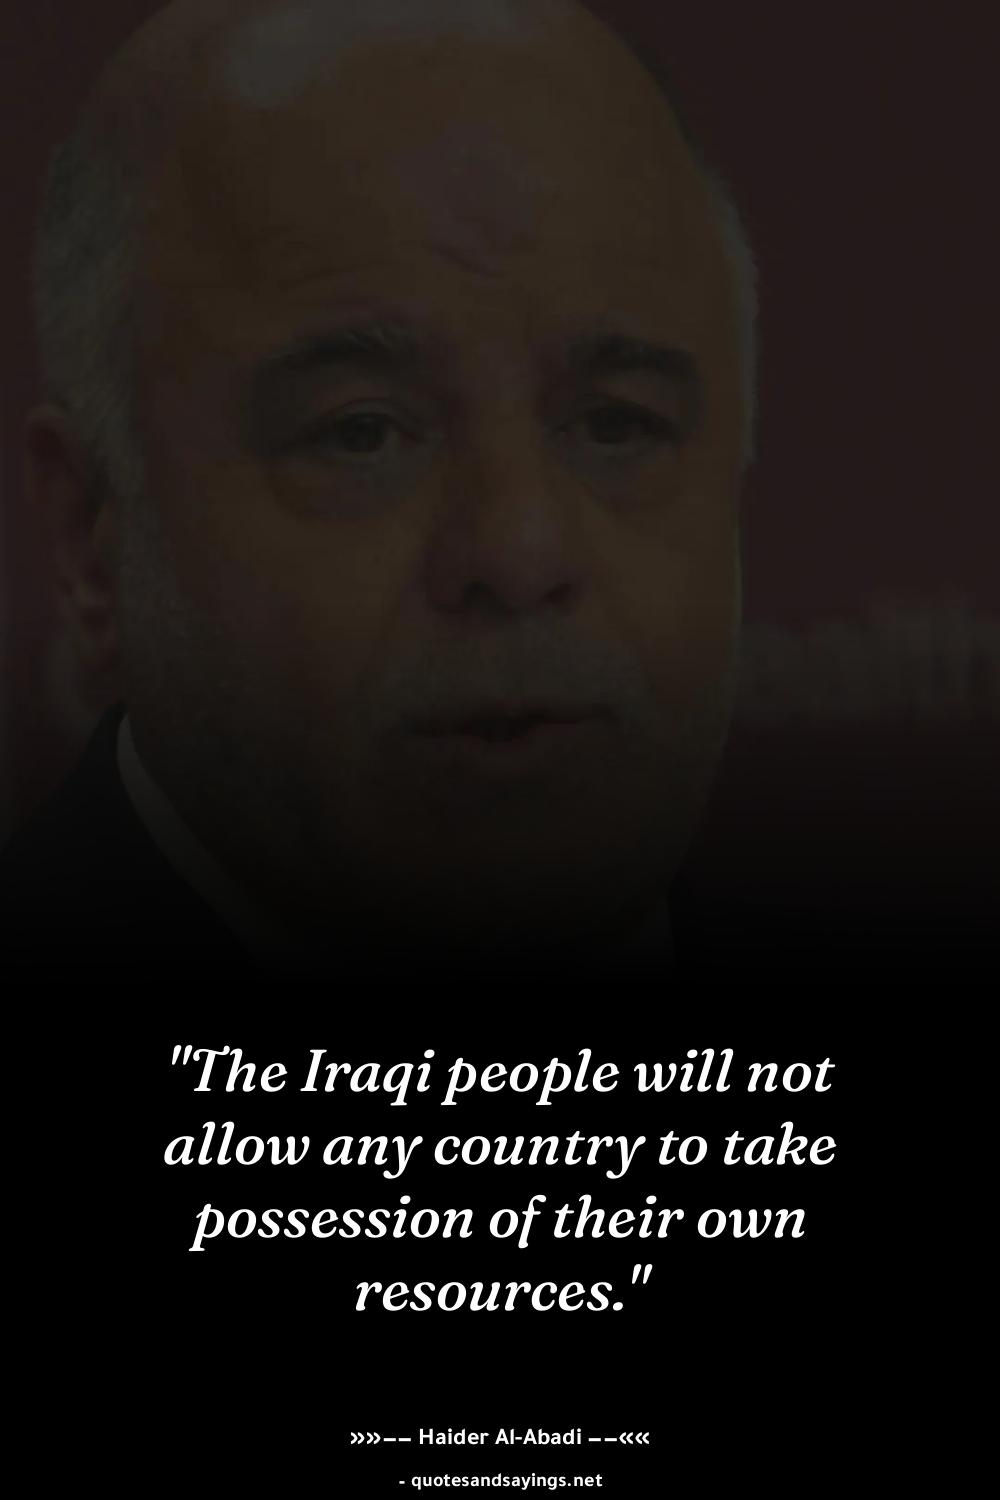 "The Iraqi people will not
allow any country to take
possession of their own
resources."
»»–– Haider Al-Abadi ––««
- quotesandsayings.net